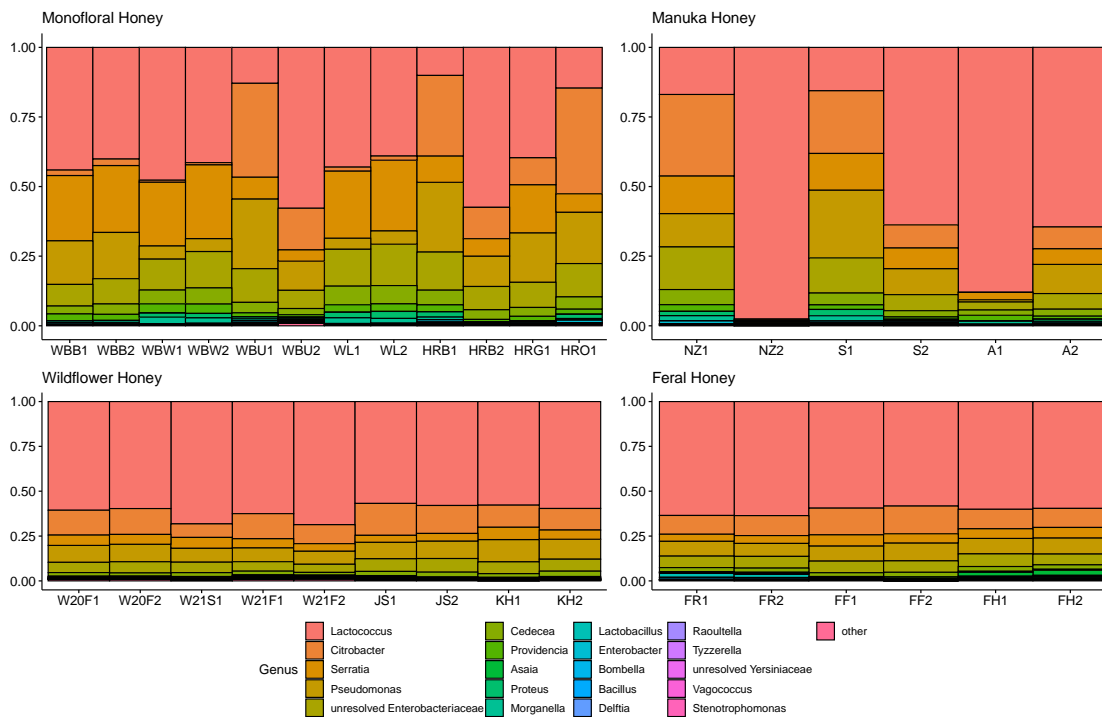 Monofloral Honey
1.00
0.75
0.50
0.25
0.00
WBB1 WBB2 WBW1 WBW2 WBU1 WBU2 WL1 WL2 HRB1 HRB2 HRG1 HRO1
Manuka Honey
1.00
0.75
0.50
0.25
0.00
NZ1 NZ2 S1 S2 A1 A2
Wildflower Honey
1.00
0.75
0.50
0.25
0.00
W20F1 W20F2 W21S1 W21F1 W21F2 JS1 JS2 KH1 KH2
Feral Honey
1.00
0.75
0.50
0.25
0.00
FR1 FR2 FF1 FF2 FH1 FH2
Genus
Lactococcus
Citrobacter
Serratia
Pseudomonas
unresolved Enterobacteriaceae
Cedecea
Providencia
Asaia
Proteus
Morganella
Lactobacillus
Enterobacter
Bombella
Bacillus
Delftia
Raoultella
Tyzzerella
unresolved Yersiniaceae
Vagococcus
Stenotrophomonas
other